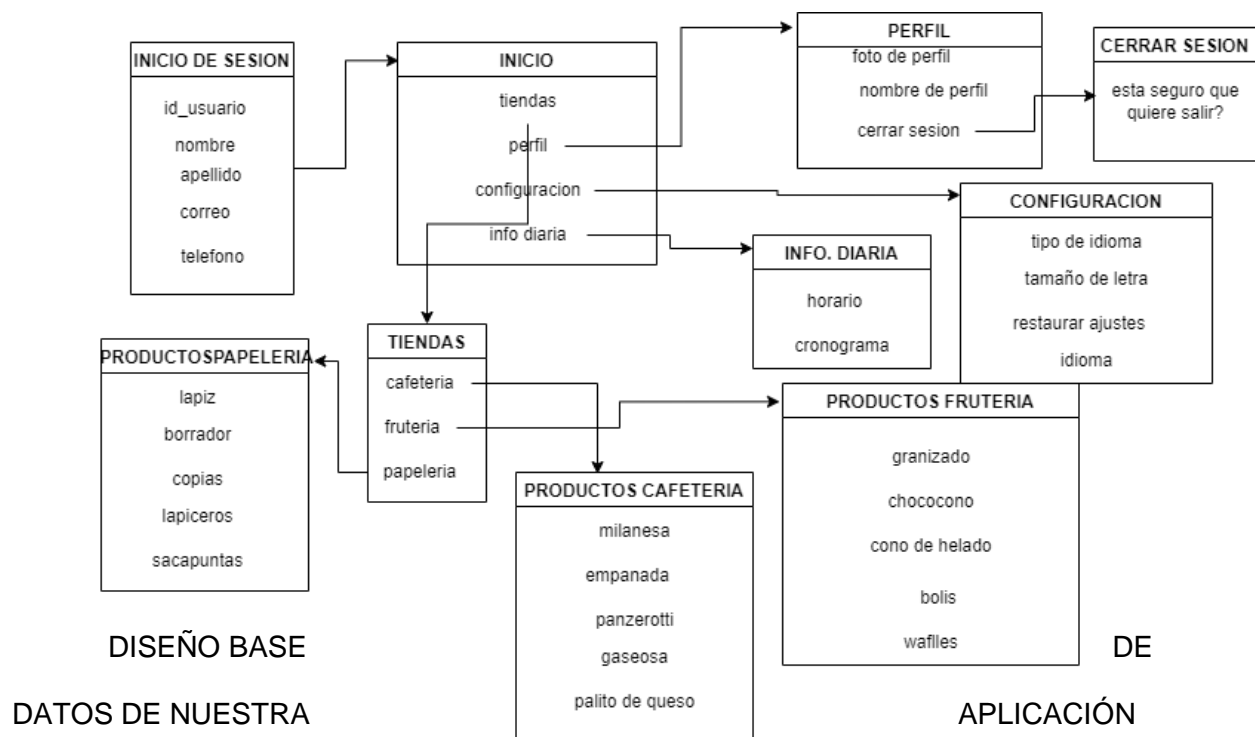 INICIO DE SESION
id_usuario
nombre
apellido
correo
telefono
INICIO
tiendas
perfil
configuracion
info diaria
PERFIL
foto de perfil
nombre de perfil
cerrar sesion
CERRAR SESION
esta seguro que
quiere salir?
CONFIGURACION
tipo de idioma
tamaño de letra
restaurar ajustes
idioma
INFO. DIARIA
horario
cronograma
TIENDAS
cafeteria
fruteria
papeleria
PRODUCTOSPAPELERIA
lapiz
borrador
copias
lapiceros
sacapuntas
PRODUCTOS CAFETERIA
milanesa
empanada
panzerotti
gaseosa
palito de queso
PRODUCTOS FRUTERIA
granizado
chococono
cono de helado
bolis
waflles
DISEÑO BASE DE
DATOS DE NUESTRA APLICACIÓN